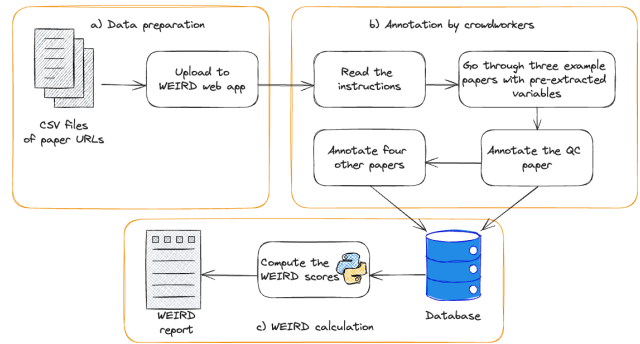 a) Data preparation
CSV files
of paper URLs
Upload to
WEIRD web app
b) Annotation by crowdworkers
Read the
instructions
Go through three example
papers with pre-extracted
variables
Annotate the QC
paper
Annotate four
other papers
Database
Compute the
WEIRD scores
WEIRD
report
c) WEIRD calculation